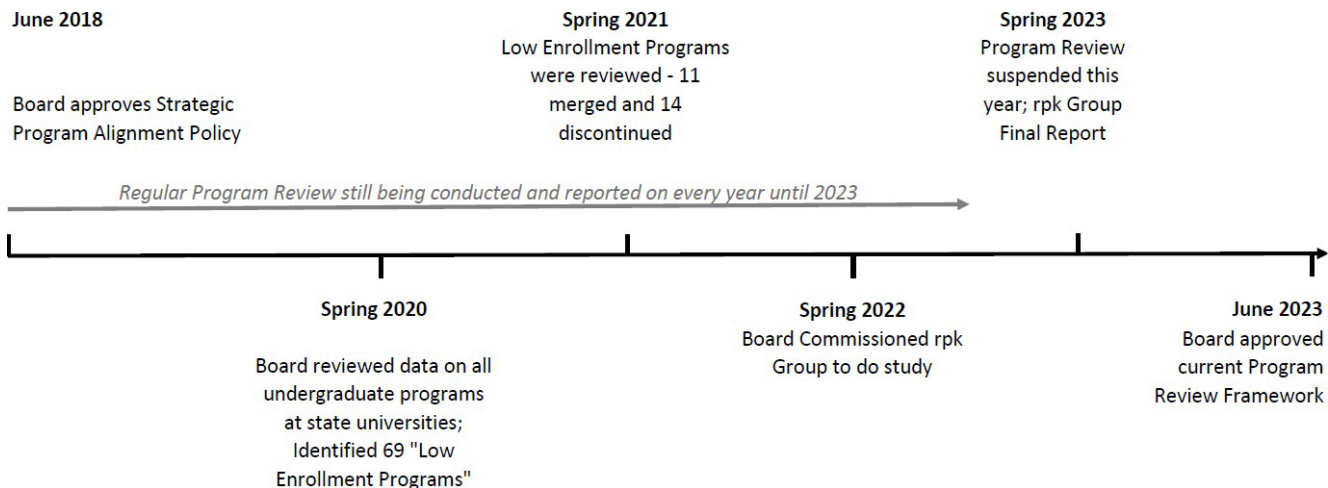 June 2018
Board approves Strategic
Program Alignment Policy
Spring 2021
Low Enrollment Programs
were reviewed - 11
merged and 14
discontinued
Spring 2023
Program Review
suspended this
year; rpk Group
Final Report
Regular Program Review still being conducted and reported on every year until 2023
Spring 2020
Board reviewed data on all
undergraduate programs
at state universities;
Identified 69 "Low
Enrollment Programs"
Spring 2022
Board Commissioned rpk
Group to do study
June 2023
Board approved
current Program
Review Framework